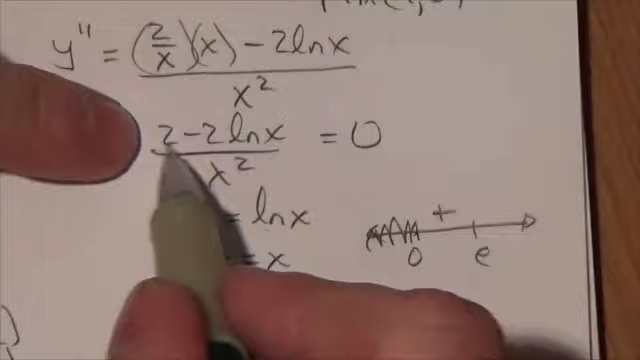 y'' = (2/x)(x) - 2lnx / x²
2 - 2lnx / x² = 0
= lnx
= x
+
0 e